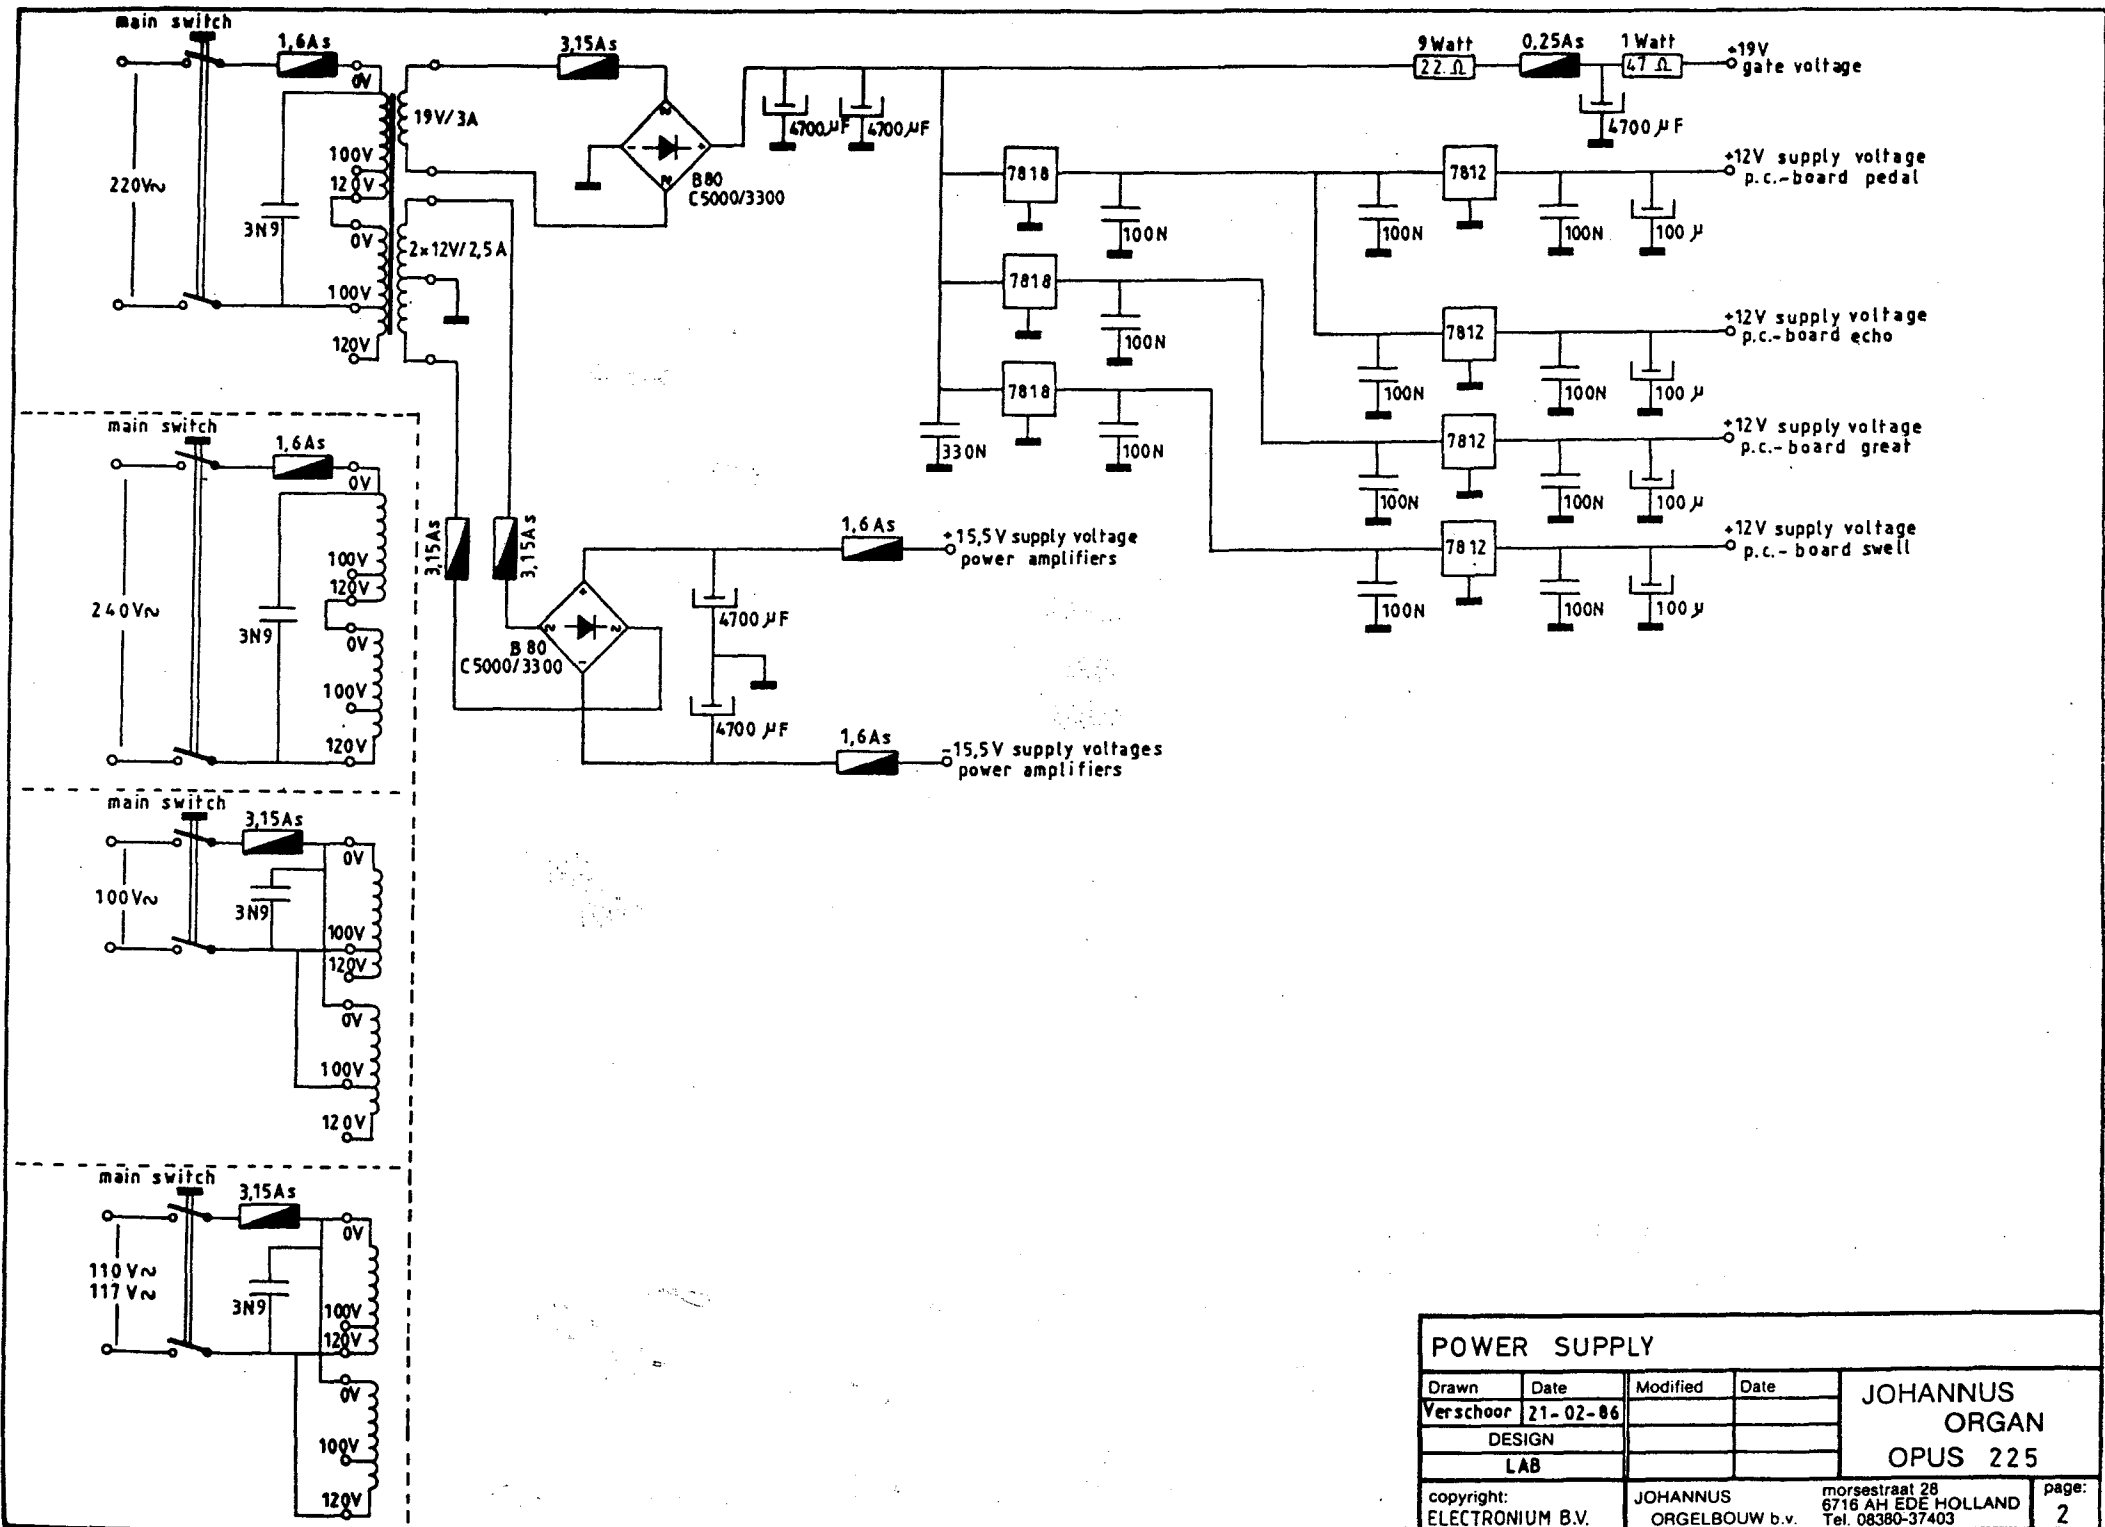 main switch
1,6As
3,15As
9Watt
22 Ω
0,25As
1Watt
47 Ω
+19V
gate voltage
0V
19V/3A
4700µF
4700µF
4700µF
100V
120V
220V~
3N9
0V
B80
C5000/3300
7818
100N
7812
100N
100N
100µ
+12V supply voltage
p.c.-board pedal
2x12V/2,5A
100V
120V
7818
100N
7812
100N
100N
100µ
+12V supply voltage
p.c.-board echo
7818
330N
100N
7812
100N
100N
100µ
+12V supply voltage
p.c.-board great
7812
100N
100N
100µ
+12V supply voltage
p.c.-board swell
3,15As
3,15As
B80
C5000/3300
4700µF
4700µF
1,6As
+15,5V supply voltage
power amplifiers
1,6As
-15,5V supply voltages
power amplifiers
main switch
1,6As
0V
100V
120V
240V~
3N9
0V
100V
120V
main switch
3,15As
0V
100V~
3N9
100V
120V
0V
100V
120V
main switch
3,15As
0V
110V~
117V~
3N9
100V
120V
0V
100V
120V
POWER SUPPLY
Drawn Date Modified Date
Verschoor 21-02-86
DESIGN
LAB
JOHANNUS
ORGAN
OPUS 225
copyright:
ELECTRONIUM B.V.
JOHANNUS
ORGELBOUW b.v.
morsestraat 28
6716 AH EDE HOLLAND
Tel. 08380-37403
page:
2